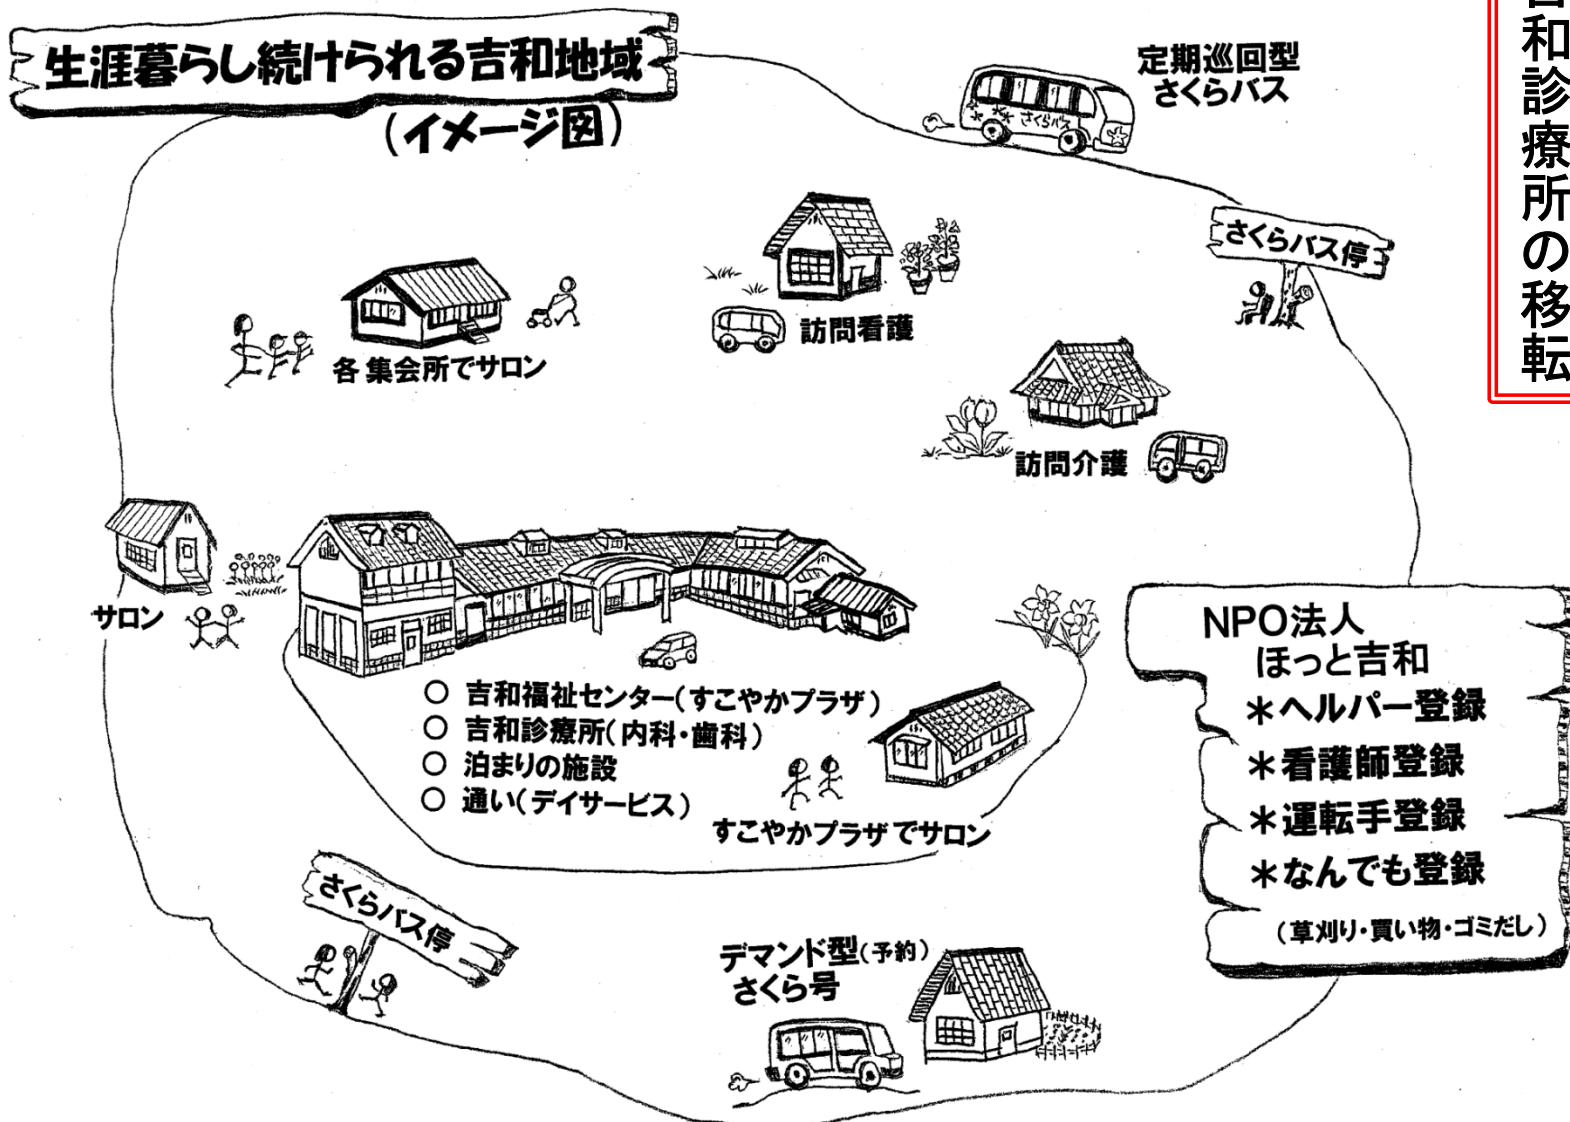 生涯暮らし続けられる吉和地域
(イメージ図)
定期巡回型
さくらバス
さくらバス
さくらバス停
和診療所の移転
訪問看護
各集会所でサロン
訪問介護
サロン
○ 吉和福祉センター(すこやかプラザ)
○ 吉和診療所(内科・歯科)
○ 泊まりの施設
○ 通い(デイサービス)
すこやかプラザでサロン
NPO法人
ほっと吉和
*ヘルパー登録
*看護師登録
*運転手登録
*なんでも登録
(草刈り・買い物・ゴミだし)
さくらバス停
デマンド型(予約)
さくら号